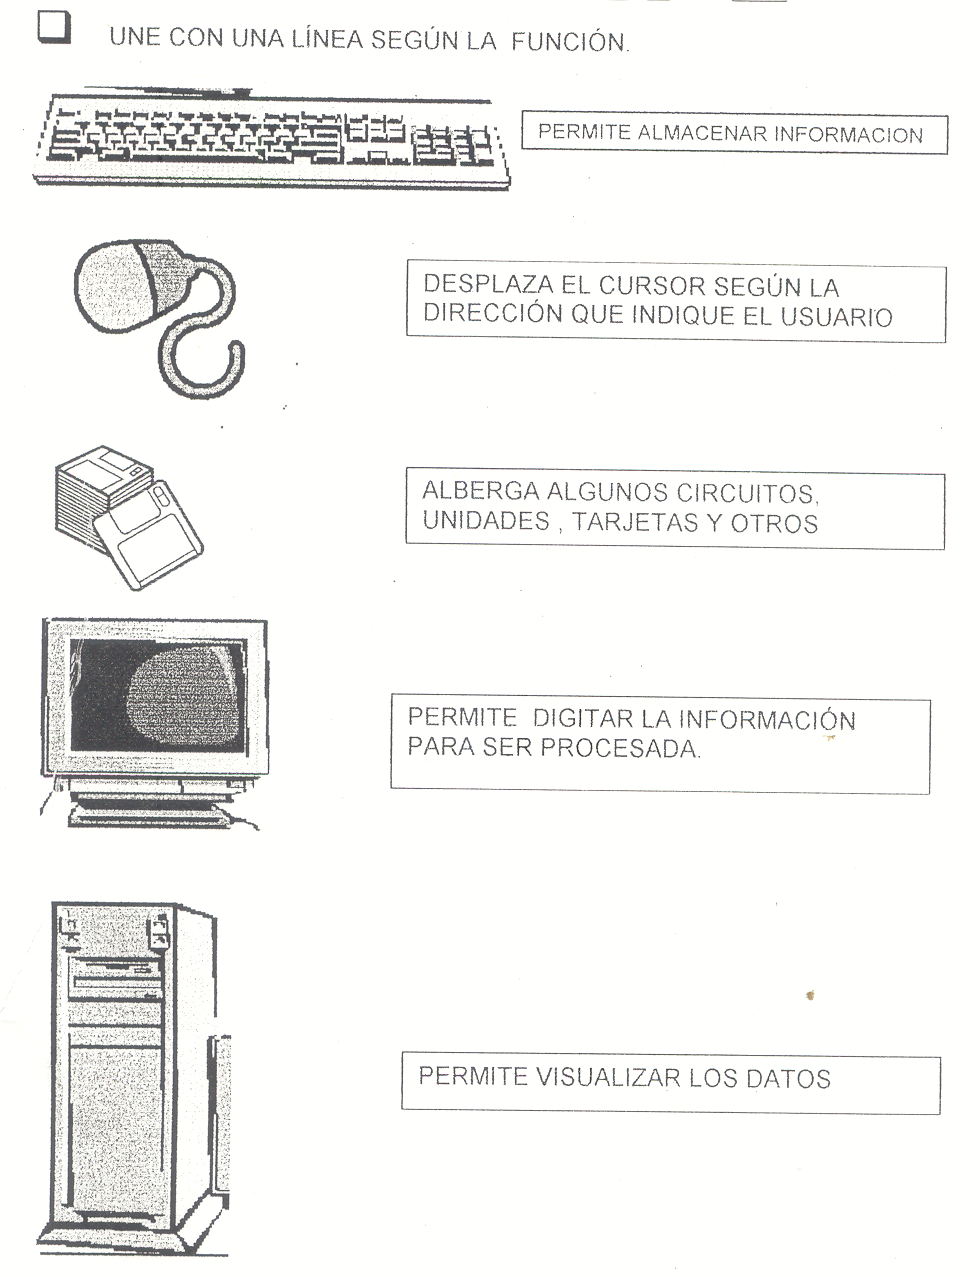 UNE CON UNA LÍNEA SEGÚN LA FUNCIÓN.
PERMITE ALMACENAR INFORMACION
DESPLAZA EL CURSOR SEGÚN LA
DIRECCIÓN QUE INDIQUE EL USUARIO
ALBERGA ALGUNOS CIRCUITOS,
UNIDADES , TARJETAS Y OTROS
PERMITE DIGITAR LA INFORMACIÓN
PARA SER PROCESADA.
PERMITE VISUALIZAR LOS DATOS